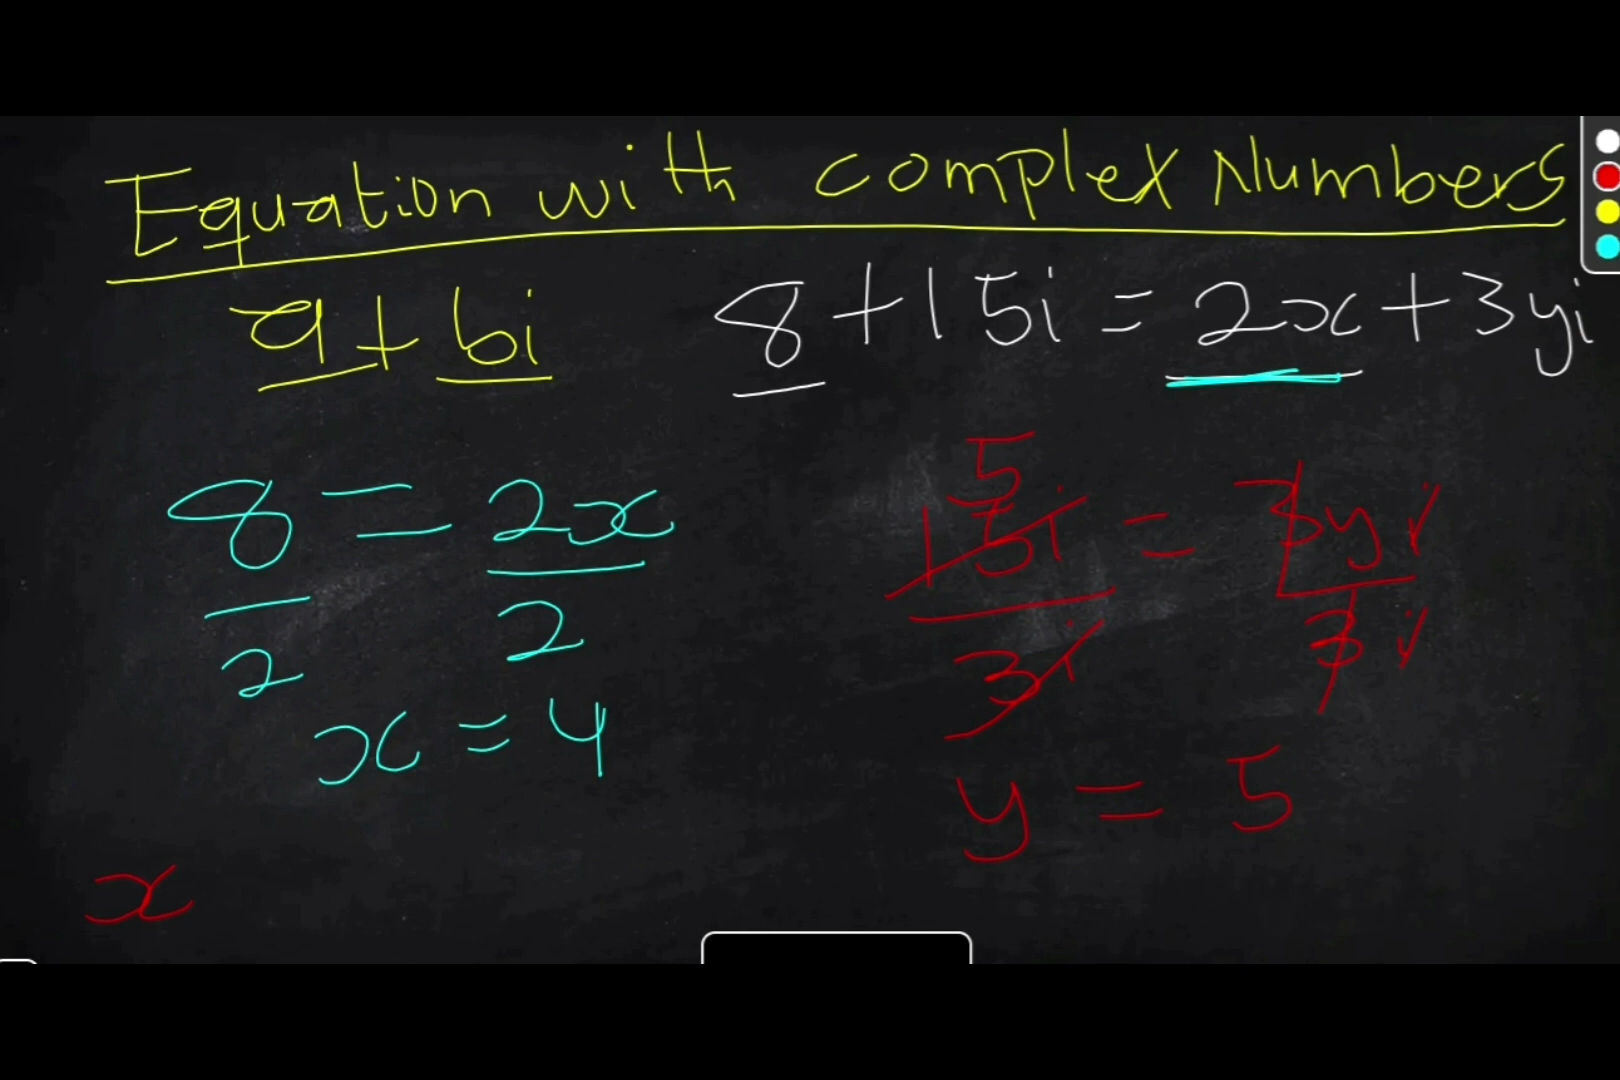 Equation with complex Numbers
a + bi
8 + 15i = 2x + 3yi
8 = 2x
2 2
x = 4
5
15i = 3yi
3i 3i
y = 5
x